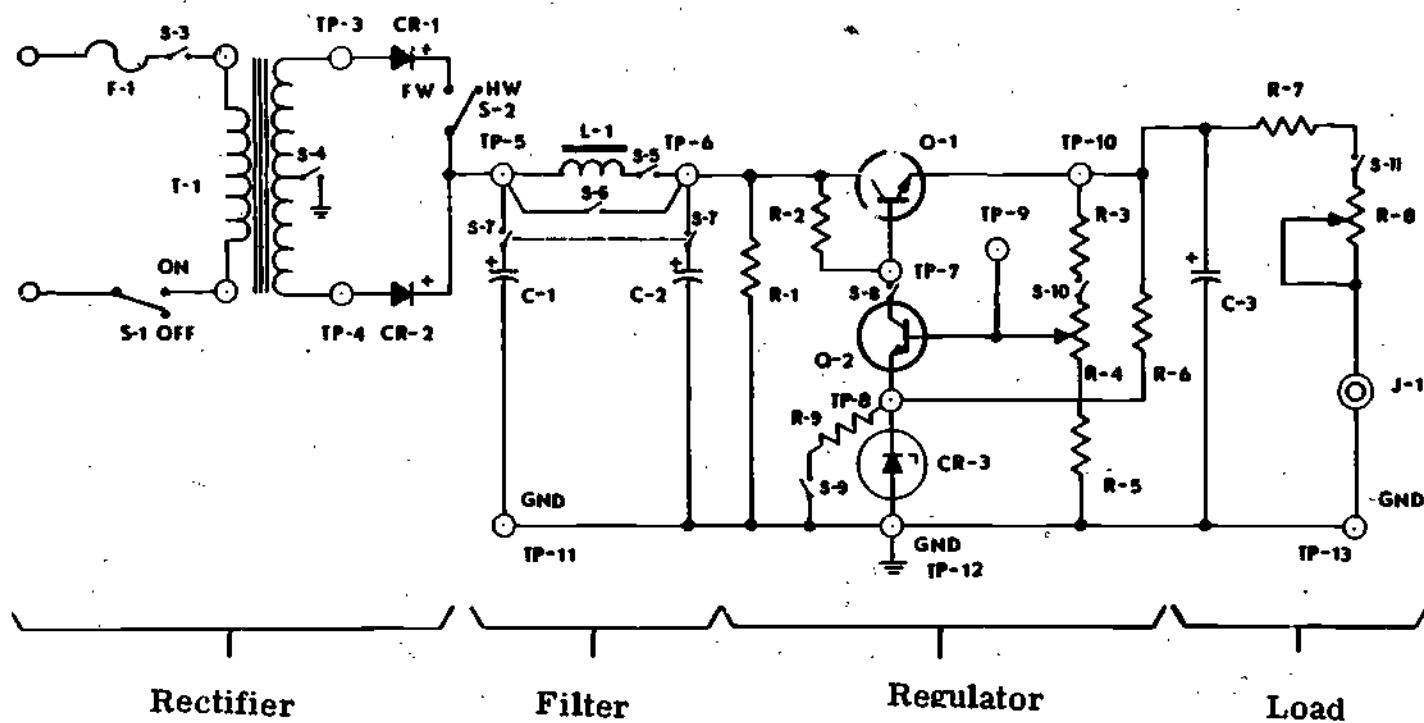 TP-3 CR-1
S-3
F-1
FW HW
S-2
T-1
S-4
ON
S-1 OFF
TP-4 CR-2
TP-5 L-1 S-5 TP-6
S-6
S-7 S-7
C-1 C-2
R-1
R-2
Q-1
TP-7
S-8
Q-2
TP-8
R-9
S-9
CR-3
TP-9
TP-10
R-3
S-10
R-4
R-5
R-6
C-3
R-7
S-11
R-8
J-1
GND
TP-11
GND
TP-12
GND
TP-13
Rectifier Filter Regulator Load